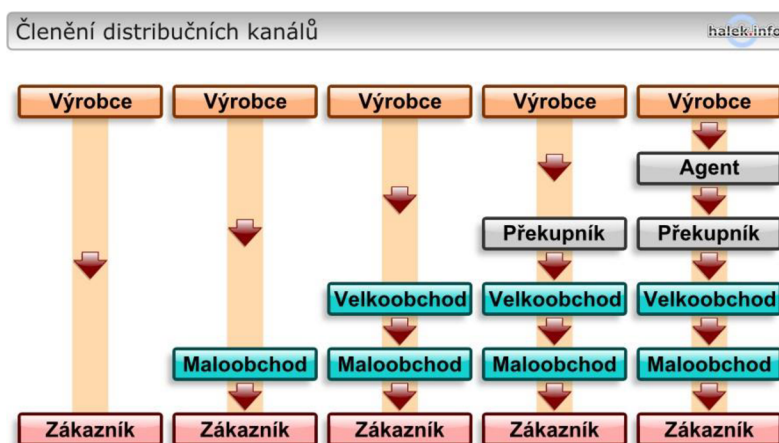 Členění distribučních kanálů
halek.info
Výrobce Výrobce Výrobce Výrobce Výrobce
Agent
Překupník Překupník
Velkoobchod Velkoobchod Velkoobchod
Maloobchod Maloobchod Maloobchod Maloobchod
Zákazník Zákazník Zákazník Zákazník Zákazník